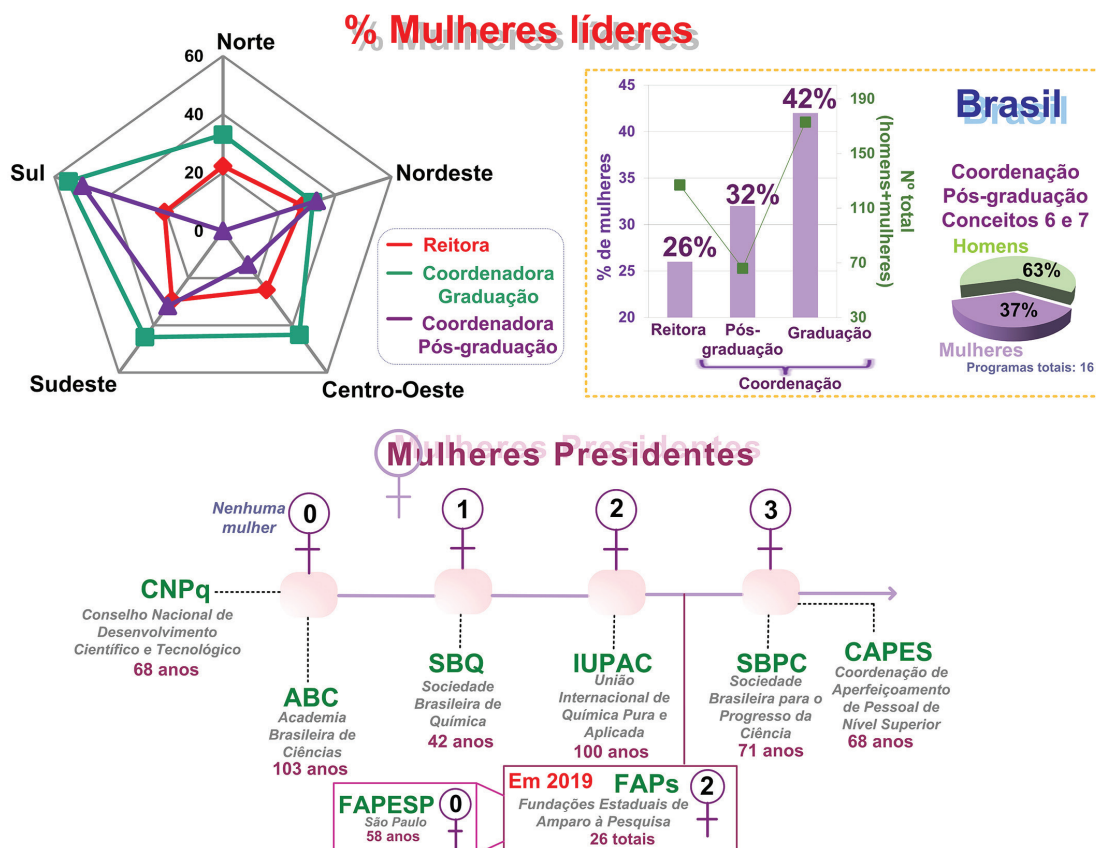 % Mulheres líderes
Norte
60
40
20
0
Sul
Nordeste
Sudeste
Centro-Oeste
Reitora
Coordenadora
Graduação
Coordenadora
Pós-graduação
% de mulheres
45
40
35
30
25
20
26%
32%
42%
Reitora
Pós-
graduação
Graduação
Coordenação
190
150
110
70
30
Nº total
(homens+mulheres)
Brasil
Coordenação
Pós-graduação
Conceitos 6 e 7
Homens
63%
37%
Mulheres
Programas totais: 16
Mulheres Presidentes
Nenhuma
mulher
0
1
2
3
CNPq
Conselho Nacional de
Desenvolvimento
Científico e Tecnológico
68 anos
ABC
Academia
Brasileira de
Ciências
103 anos
SBQ
Sociedade
Brasileira de
Química
42 anos
IUPAC
União
Internacional de
Química Pura e
Aplicada
100 anos
SBPC
Sociedade
Brasileira para o
Progresso da
Ciência
71 anos
CAPES
Coordenação de
Aperfeiçoamento
de Pessoal de
Nível Superior
68 anos
FAPESP
São Paulo
58 anos
0
Em 2019 FAPs
Fundações Estaduais de
Amparo à Pesquisa
26 totais
2